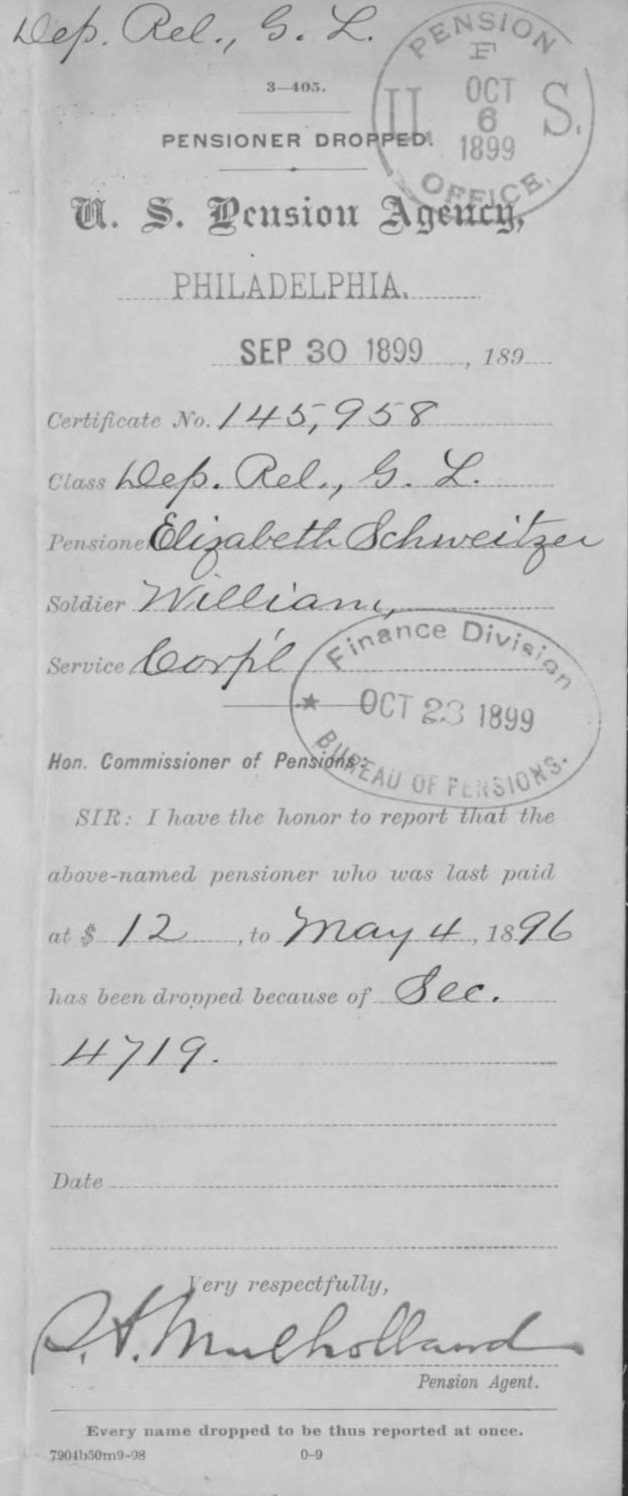 Dep. Rel., G. L.
PENSION
F
OCT
U. S.
6
1899
OFFICE.
3—405.
PENSIONER DROPPED.
U. S. Pension Agency,
PHILADELPHIA.
SEP 30 1899, 189
Certificate No. 145,958
Class Dep. Rel., G. L.
Pensioner Elizabeth Schweitzer
Soldier William,
Service Corp'l
Finance Division
★ OCT 23 1899
BUREAU OF PENSIONS.
Hon. Commissioner of Pensions:
SIR: I have the honor to report that the
above-named pensioner who was last paid
at $ 12, to May 4, 1896
has been dropped because of Sec.
4719.
Date
Very respectfully,
S.A. Mulholland
Pension Agent.
Every name dropped to be thus reported at once.
7904b50m9-98 0-9